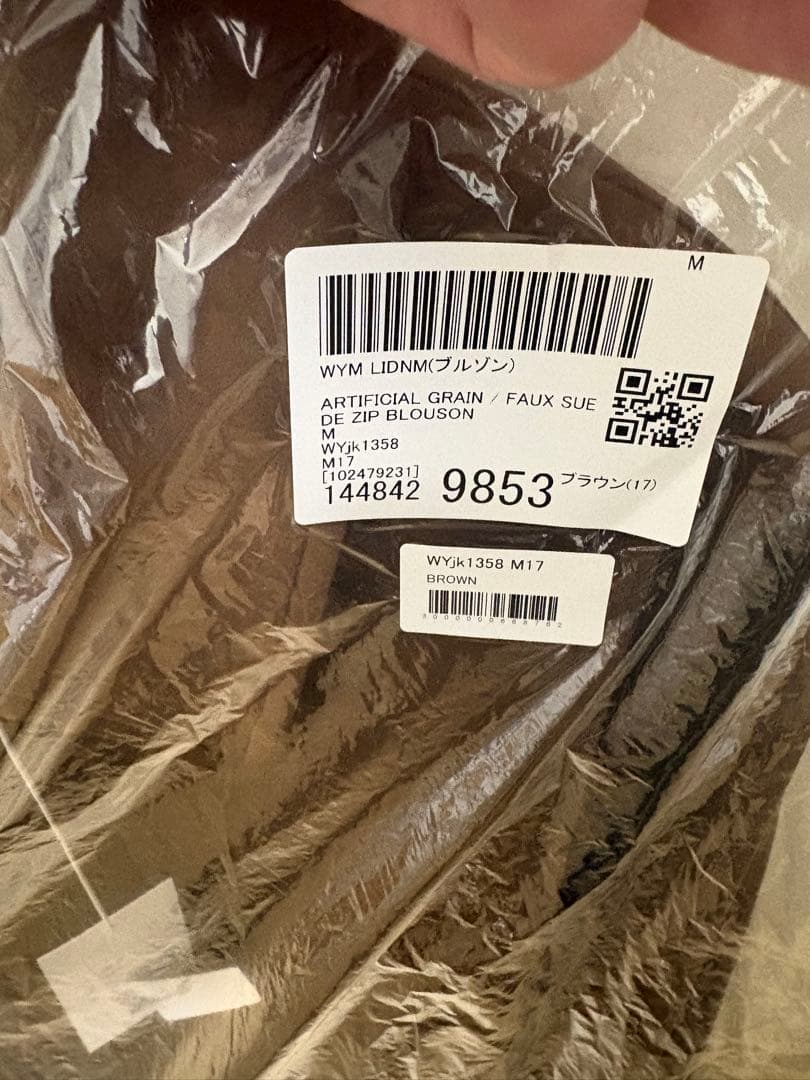 M
WYM LIDNM(ブルゾン)
ARTIFICIAL GRAIN / FAUX SUE
DE ZIP BLOUSON
M
WYjk1358
M17
[102479231]
144842 9853 ブラウン(17)
WYjk1358 M17
BROWN